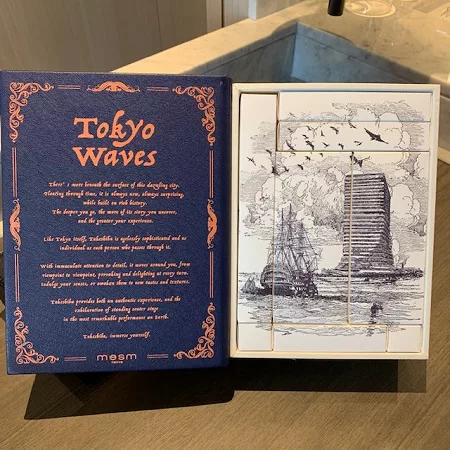 Tokyo
Waves
There's more beneath the surface of this dazzling city.
Floating through time, it is always new, always surprising,
while built on rich history.
The deeper you go, the more of its story you uncover,
and the greater your experience.
Like Tokyo itself, Takeshiba is ageless sophisticated and as
individual as each person who passes through it.
With immaculate attention to detail, it moves around you, from
viewpoint to viewpoint, provoking and delighting at every turn.
Indulge your senses, or awaken them to new tastes and textures.
Takeshiba provides both an authentic experience, and the
exhilaration of standing center stage
in the most remarkable performance on Earth.
Takeshiba, immerse yourself.
mesm
TOKYO